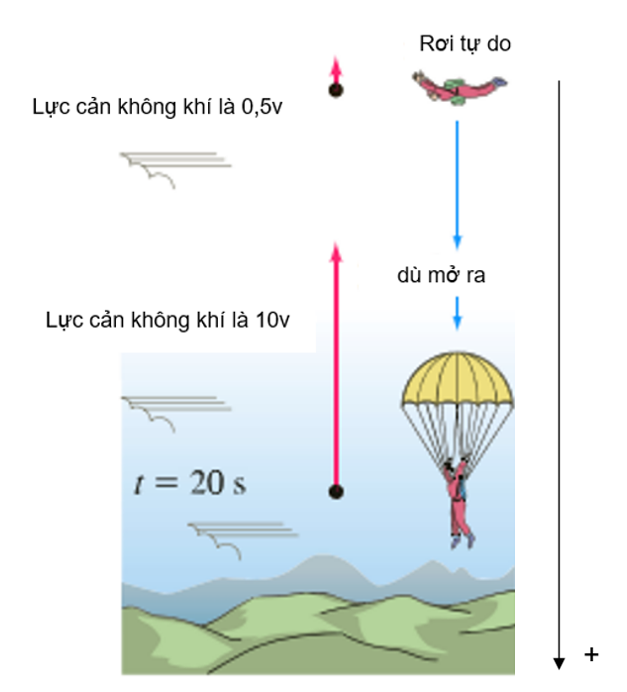 Rơi tự do
Lực cản không khí là 0,5v
dù mở ra
Lực cản không khí là 10v
t = 20 s
+